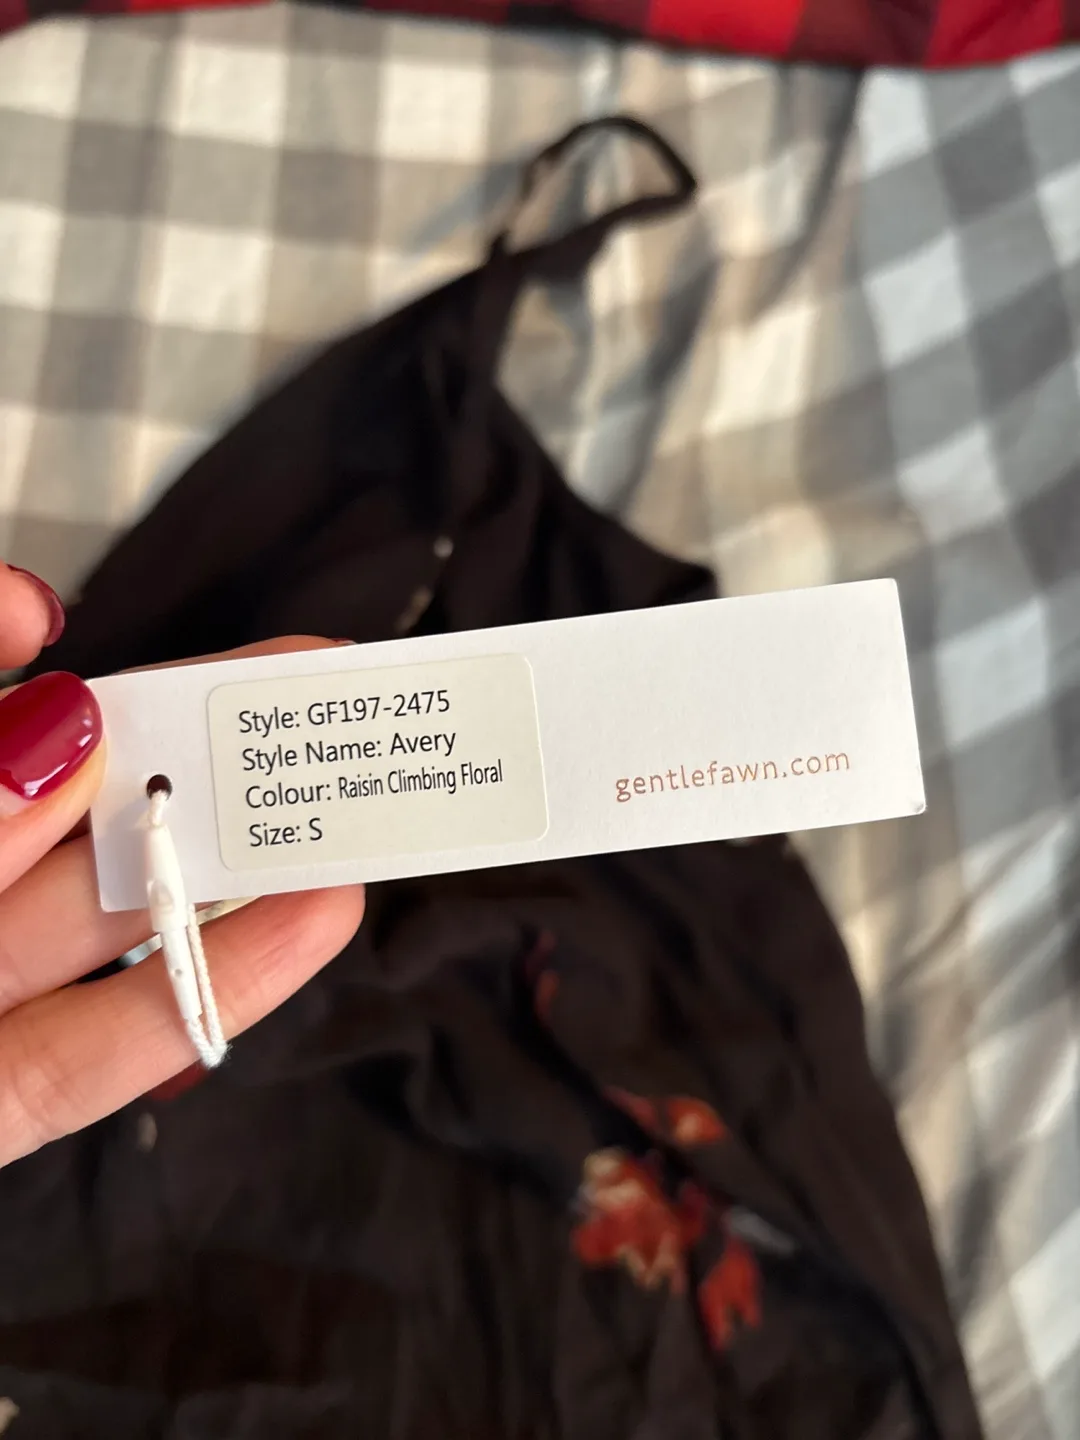 Style: GF197-2475
Style Name: Avery
Colour: Raisin Climbing Floral
Size: S
gentlefawn.com